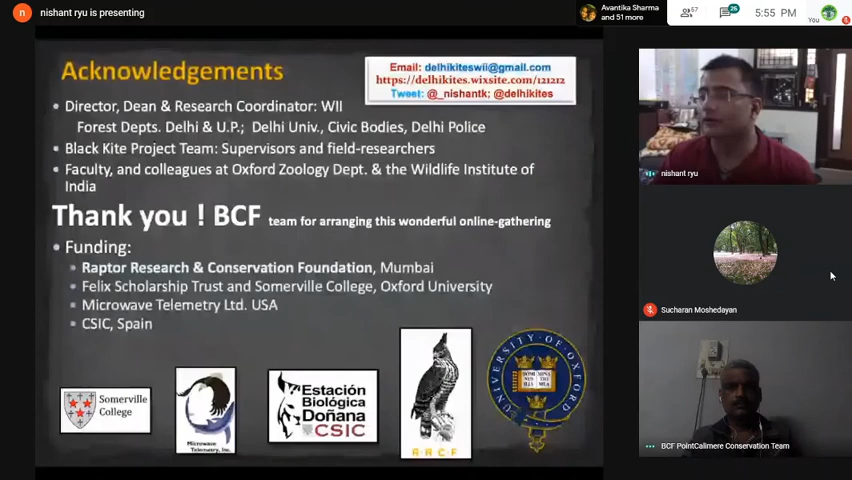 n nishant ryu is presenting
Avantika Sharma
and 51 more
57
25
5:55 PM
You
Acknowledgements
Email: delhikiteswii@gmail.com
https://delhikites.wixsite.com/121212
Tweet: @_nishantk; @delhikites
Director, Dean & Research Coordinator: WII
Forest Depts. Delhi & U.P.; Delhi Univ., Civic Bodies, Delhi Police
Black Kite Project Team: Supervisors and field-researchers
Faculty, and colleagues at Oxford Zoology Dept. & the Wildlife Institute of
India
Thank you ! BCF team for arranging this wonderful online-gathering
Funding:
Raptor Research & Conservation Foundation, Mumbai
Felix Scholarship Trust and Somerville College, Oxford University
Microwave Telemetry Ltd. USA
CSIC, Spain
Somerville
College
Microwave
Telemetry, Inc.
Estación
Biológica
Doñana
CSIC
R·R·C·F
UNIVERSITY OF OXFORD
nishant ryu
Sucharan Moshedayan
BCF PointCalimere Conservation Team